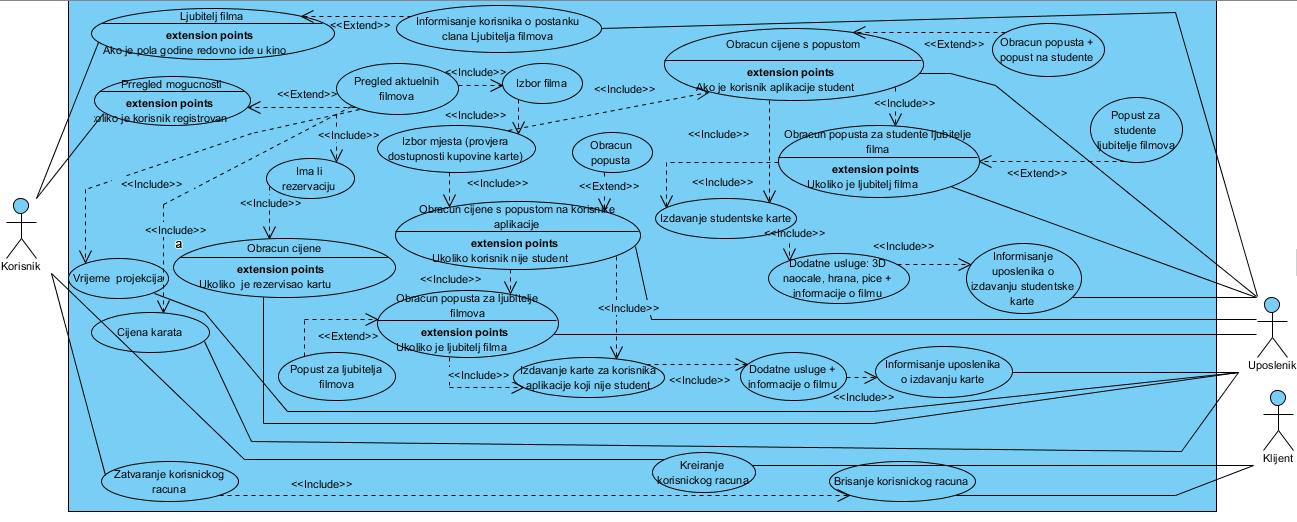 Ljubitelj filma
extension points
Ako je pola godine redovno ide u kino
<<Extend>>
Informisanje korisnika o postanku
clana Ljubitelja filmova
Obracun cijene s popustom
extension points
Ako je korisnik aplikacije student
<<Extend>>
Obracun popusta +
popust na studente
Prregled mogucnosti
extension points
oliko je korisnik registrovan
<<Extend>>
Pregled aktuelnih
filmova
<<Include>>
Izbor filma
<<Include>>
<<Include>>
<<Include>>
Izbor mjesta (provjera
dostupnosti kupovine karte)
Obracun
popusta
<<Include>>
<<Include>>
Obracun popusta za studente ljubitelje
filma
extension points
Ukoliko je ljubitelj filma
Popust za
studente
ljubitelje filmova
<<Extend>>
<<Include>>
Ima li
rezervaciju
<<Include>>
<<Include>>
<<Extend>>
<<Include>>
<<Include>>
Obracun cijene s popustom na korisnike
aplikacije
extension points
Ukoliko korisnik nije student
Izdavanje studentske karte
<<Include>>
<<Include>>
a
Korisnik
Vrijeme projekcija
Obracun cijene
extension points
Ukoliko je rezervisao kartu
<<Include>>
Dodatne usluge: 3D
naocale, hrana, pice +
informacije o filmu
<<Include>>
Informisanje
uposlenika o
izdavanju studentske
karte
Cijena karata
Obracun popusta za ljubitelje
filmova
extension points
Ukoliko je ljubitelj filma
<<Include>>
<<Extend>>
Popust za ljubitelja
filmova
<<Include>>
Izdavanje karte za korisnika
aplikacije koji nije student
<<Include>>
Dodatne usluge +
informacije o filmu
<<Include>>
Informisanje uposlenika
o izdavanju karte
Uposlenik
Klijent
Zatvaranje korisnickog
racuna
<<Include>>
Kreiranje
korisnickog racuna
Brisanje korisnickog racuna